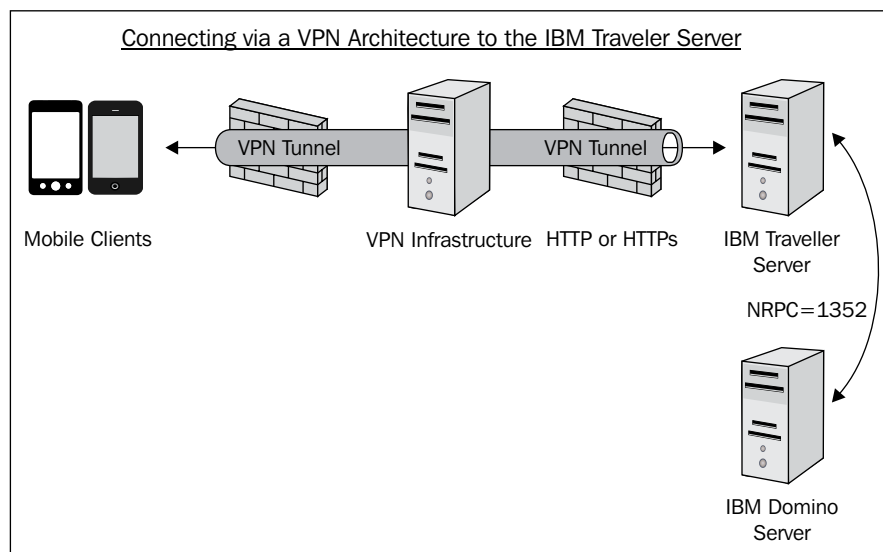 Connecting via a VPN Architecture to the IBM Traveler Server
VPN Tunnel
VPN Tunnel
Mobile Clients
VPN Infrastructure
HTTP or HTTPs
IBM Traveller
Server
NRPC=1352
IBM Domino
Server